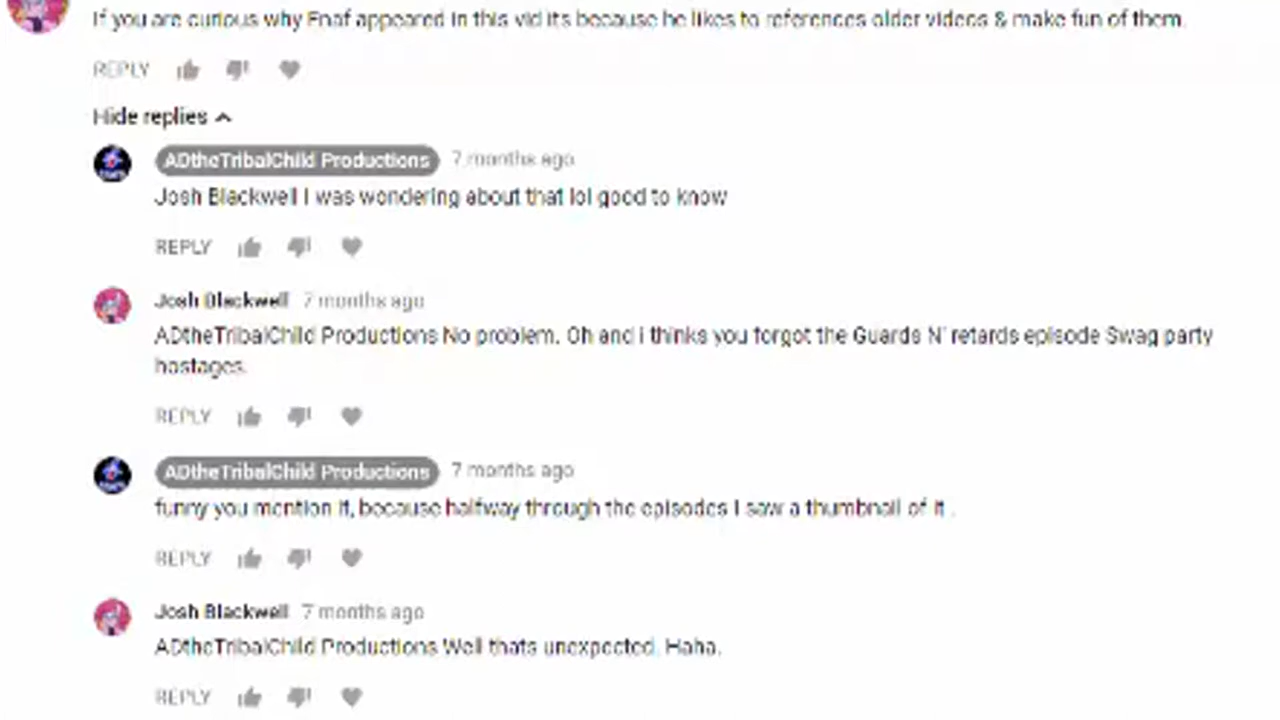 If you are curious why Fnaf appeared in this vid its because he likes to references older videos & make fun of them.
REPLY
Hide replies
ADtheTribalChild Productions 7 months ago
Josh Blackwell I was wondering about that lol good to know
REPLY
Josh Blackwell 7 months ago
ADtheTribalChild Productions No problem. Oh and i thinks you forgot the Guards N' retards episode Swag party
hostages.
REPLY
ADtheTribalChild Productions 7 months ago
funny you mention it, because halfway through the episodes I saw a thumbnail of it .
REPLY
Josh Blackwell 7 months ago
ADtheTribalChild Productions Well thats unexpected. Haha.
REPLY